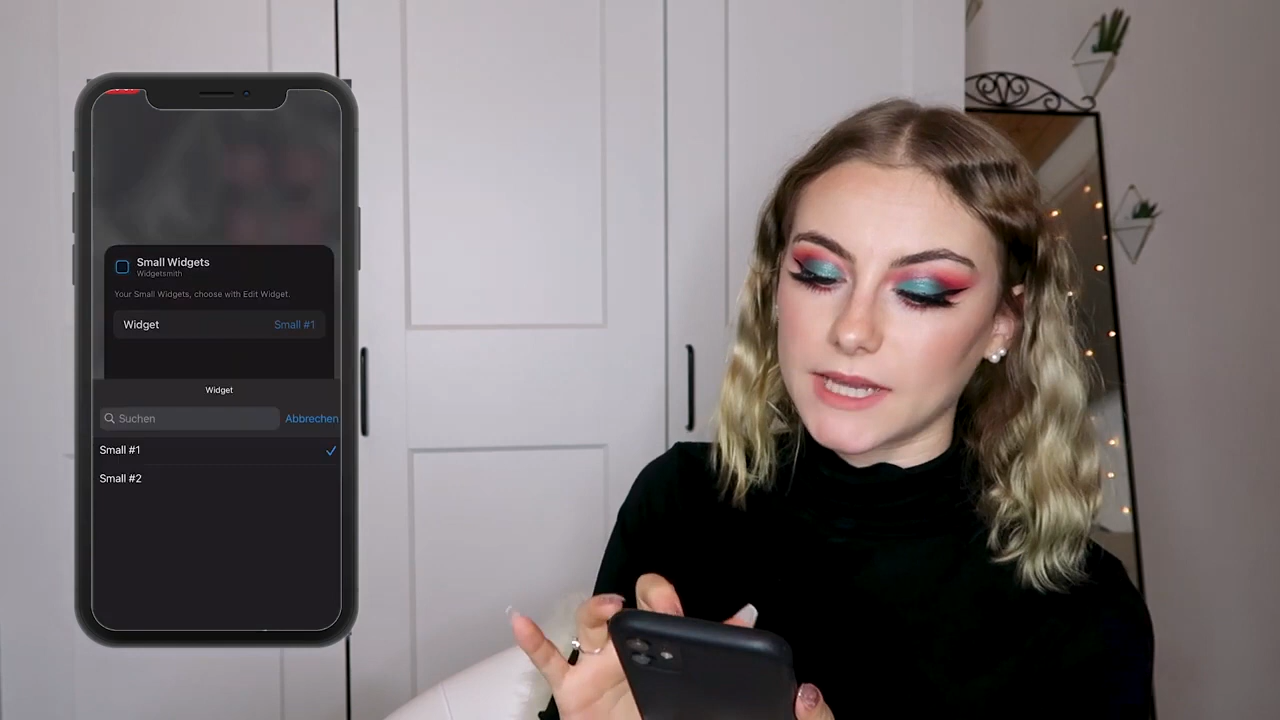 Small Widgets
Widgetsmith
Your Small Widgets, choose with Edit Widget.
Widget Small #1
Widget
Suchen Abbrechen
Small #1
Small #2